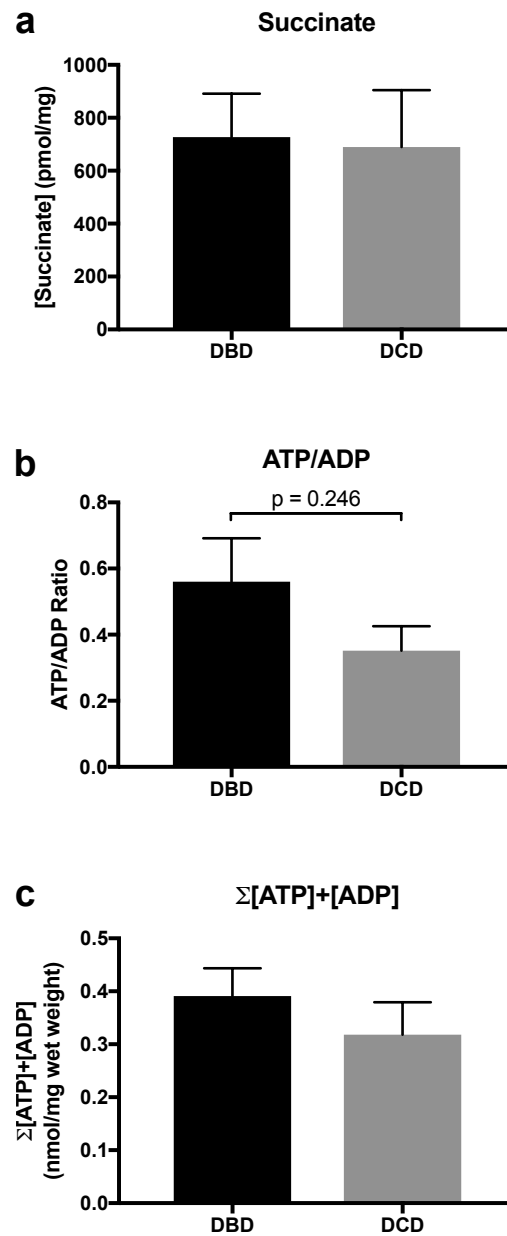 a
Succinate
[Succinate] (pmol/mg)
1000
800
600
400
200
0
DBD
DCD
b
ATP/ADP
p = 0.246
ATP/ADP Ratio
0.8
0.6
0.4
0.2
0.0
DBD
DCD
c
Σ[ATP]+[ADP]
Σ[ATP]+[ADP]
(nmol/mg wet weight)
0.5
0.4
0.3
0.2
0.1
0.0
DBD
DCD